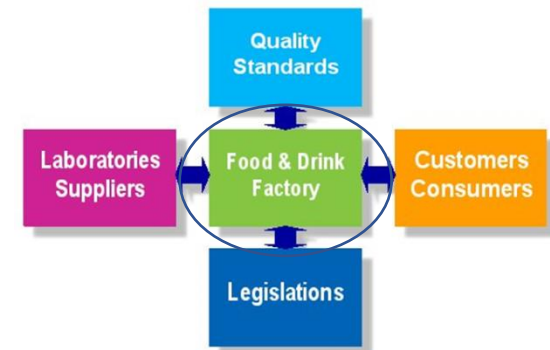 Quality
Standards
Laboratories
Suppliers
Food & Drink
Factory
Customers
Consumers
Legislations